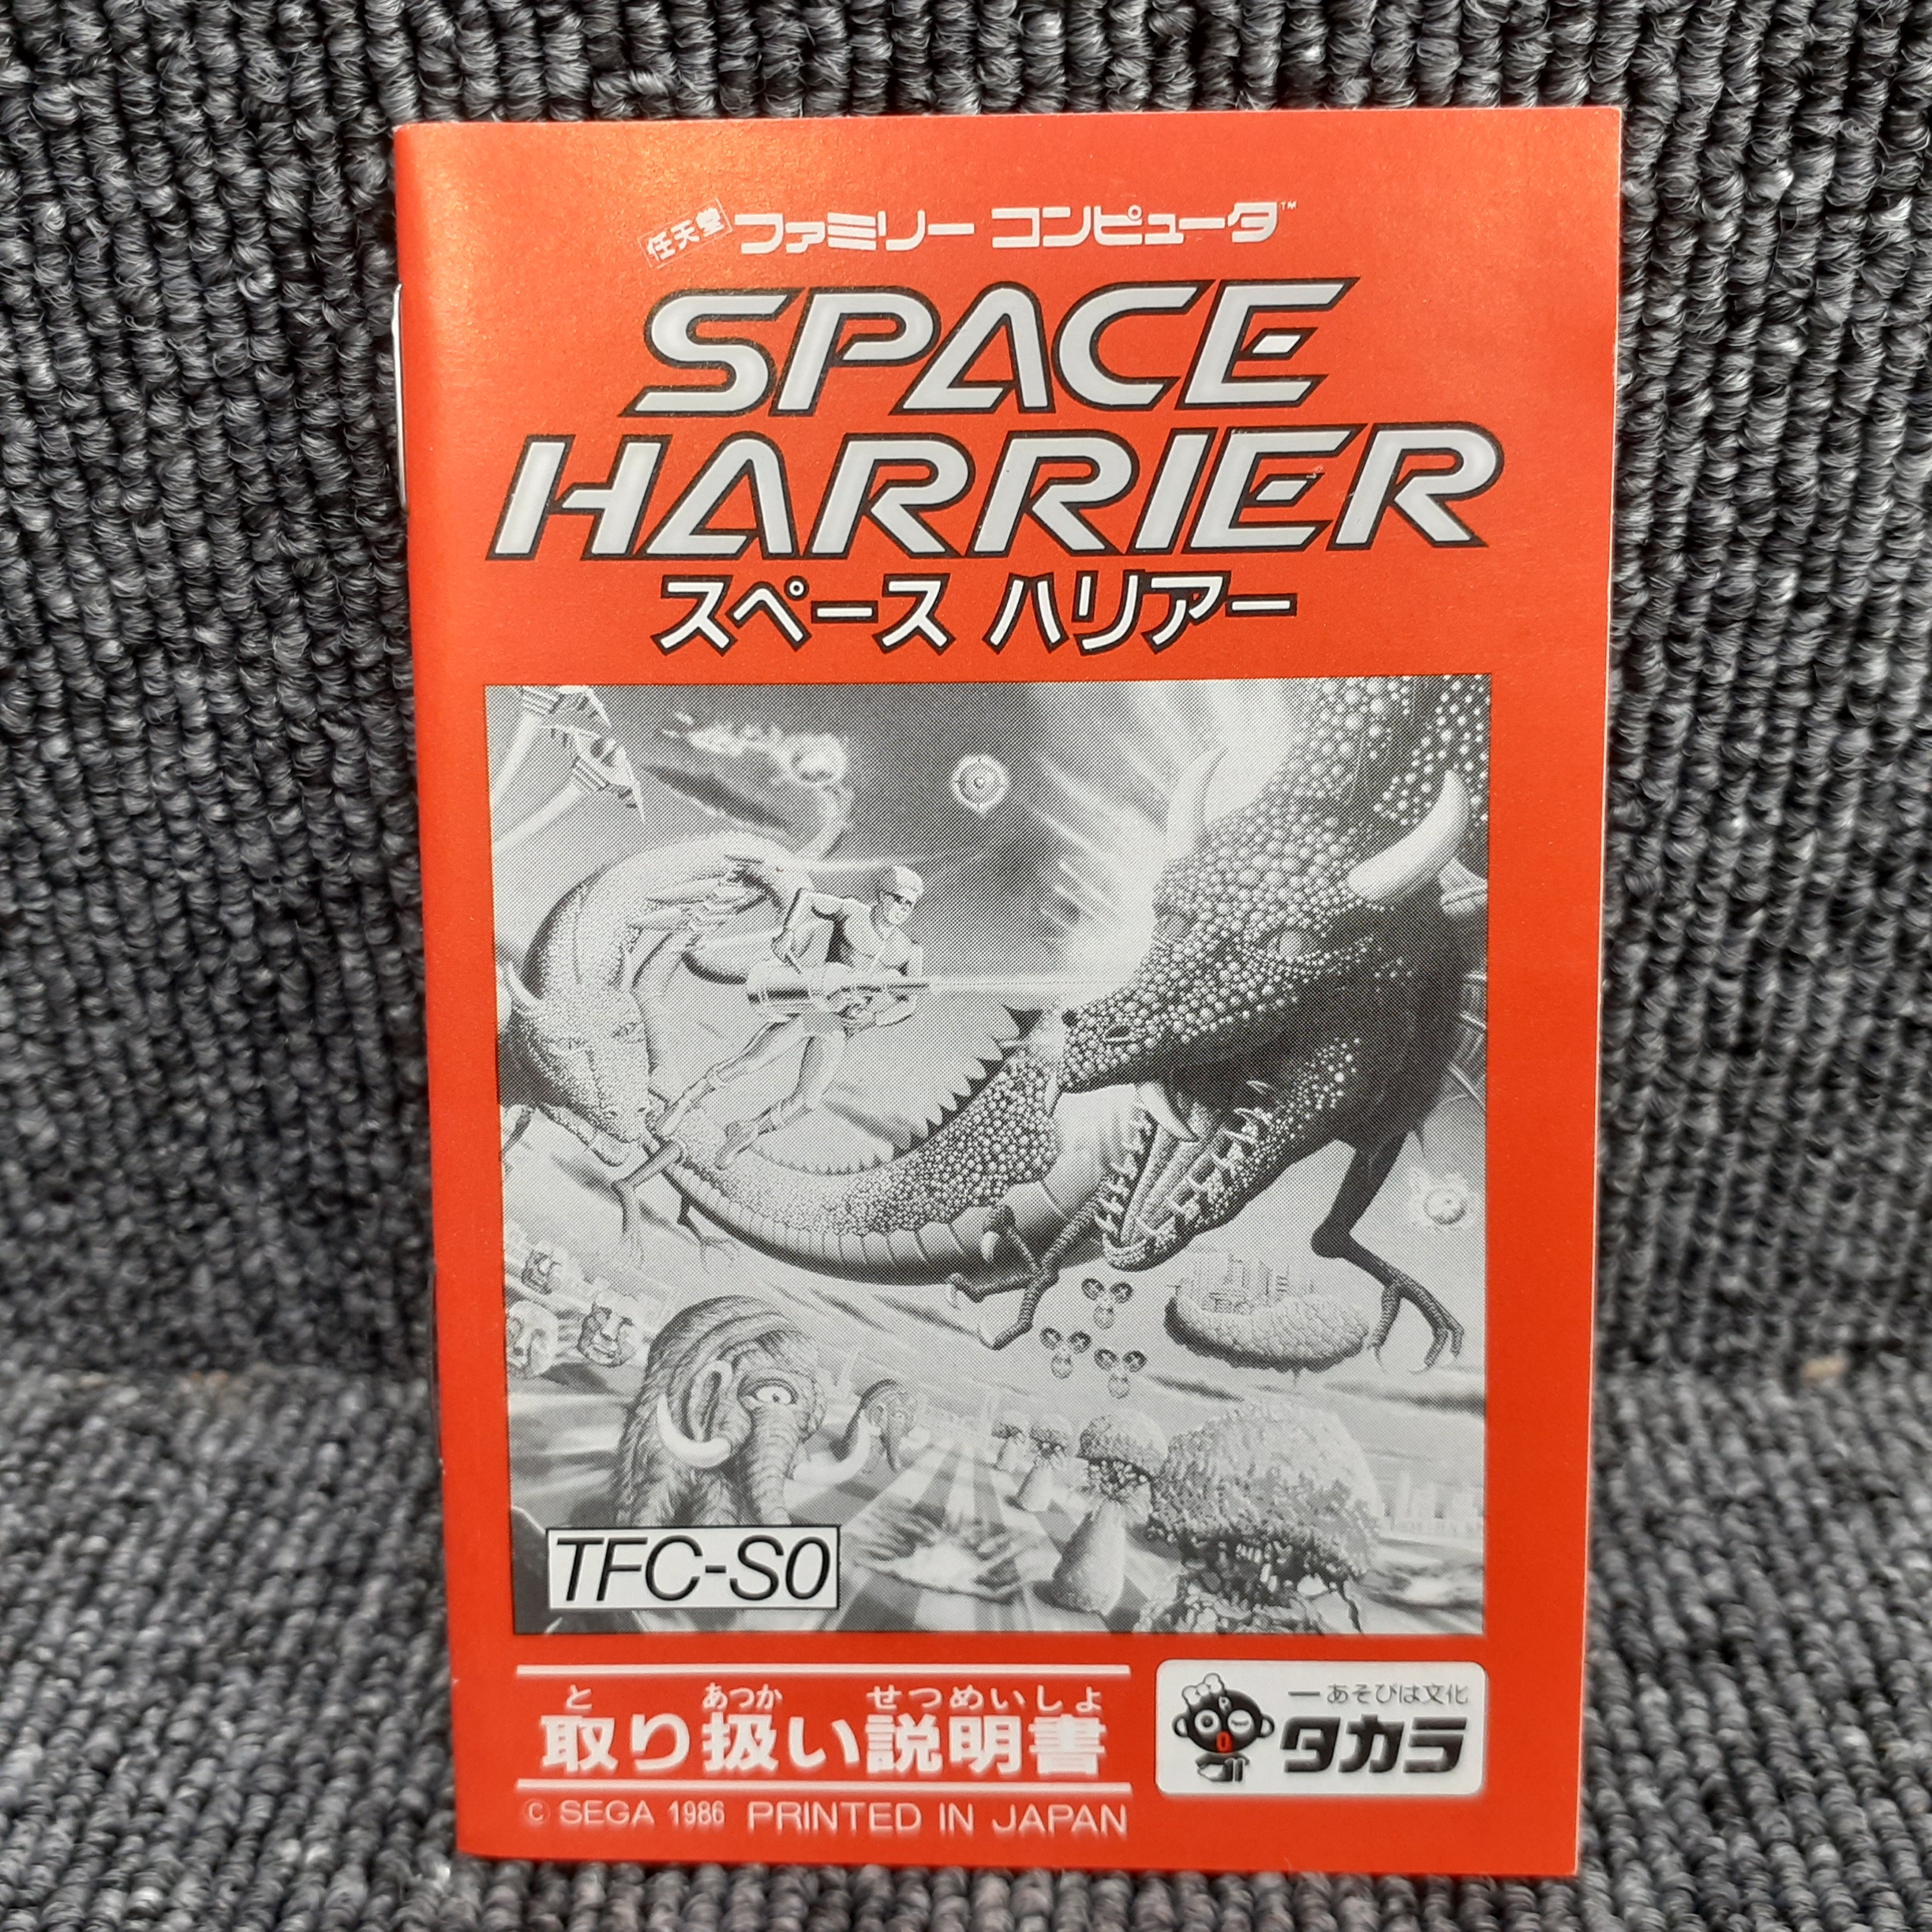 任天堂 ファミリー コンピュータ™
SPACE
HARRIER
スペース ハリアー
TFC-SO
と あつか せつめいしょ
取り扱い説明書
© SEGA 1986 PRINTED IN JAPAN
―あそびは文化
タカラ